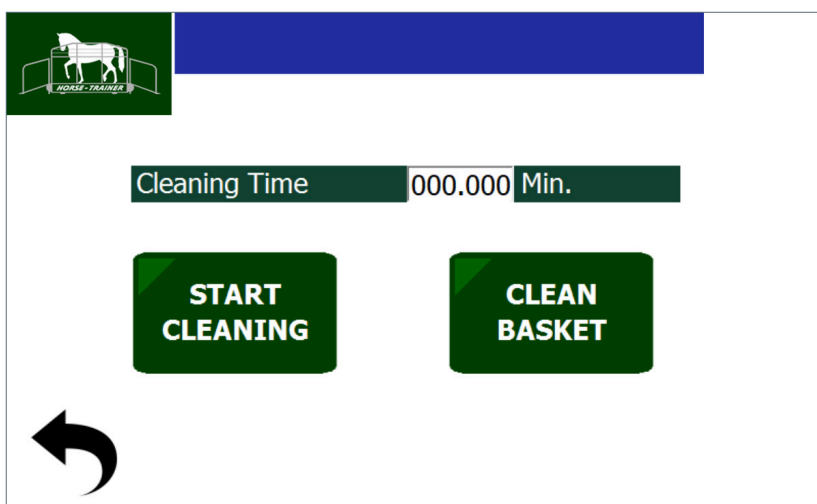 HORSE-TRAINER
Cleaning Time 000.000 Min.
START
CLEANING
CLEAN
BASKET